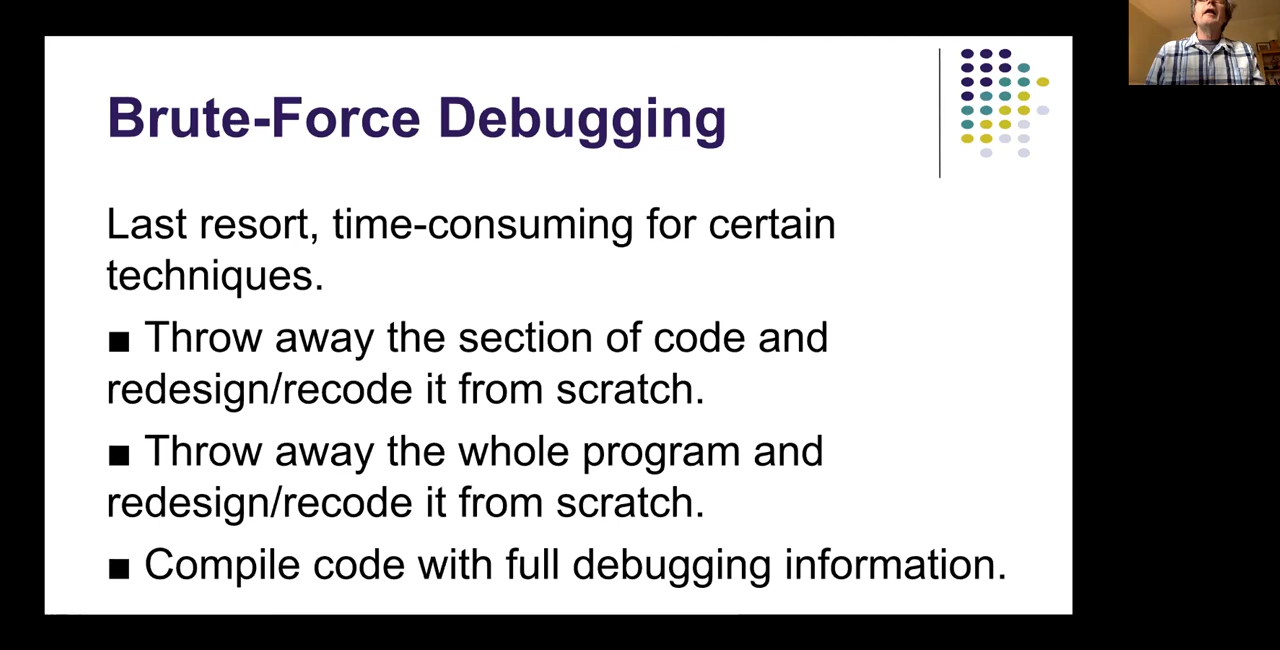 Brute-Force Debugging
Last resort, time-consuming for certain
techniques.
■ Throw away the section of code and
redesign/recode it from scratch.
■ Throw away the whole program and
redesign/recode it from scratch.
■ Compile code with full debugging information.